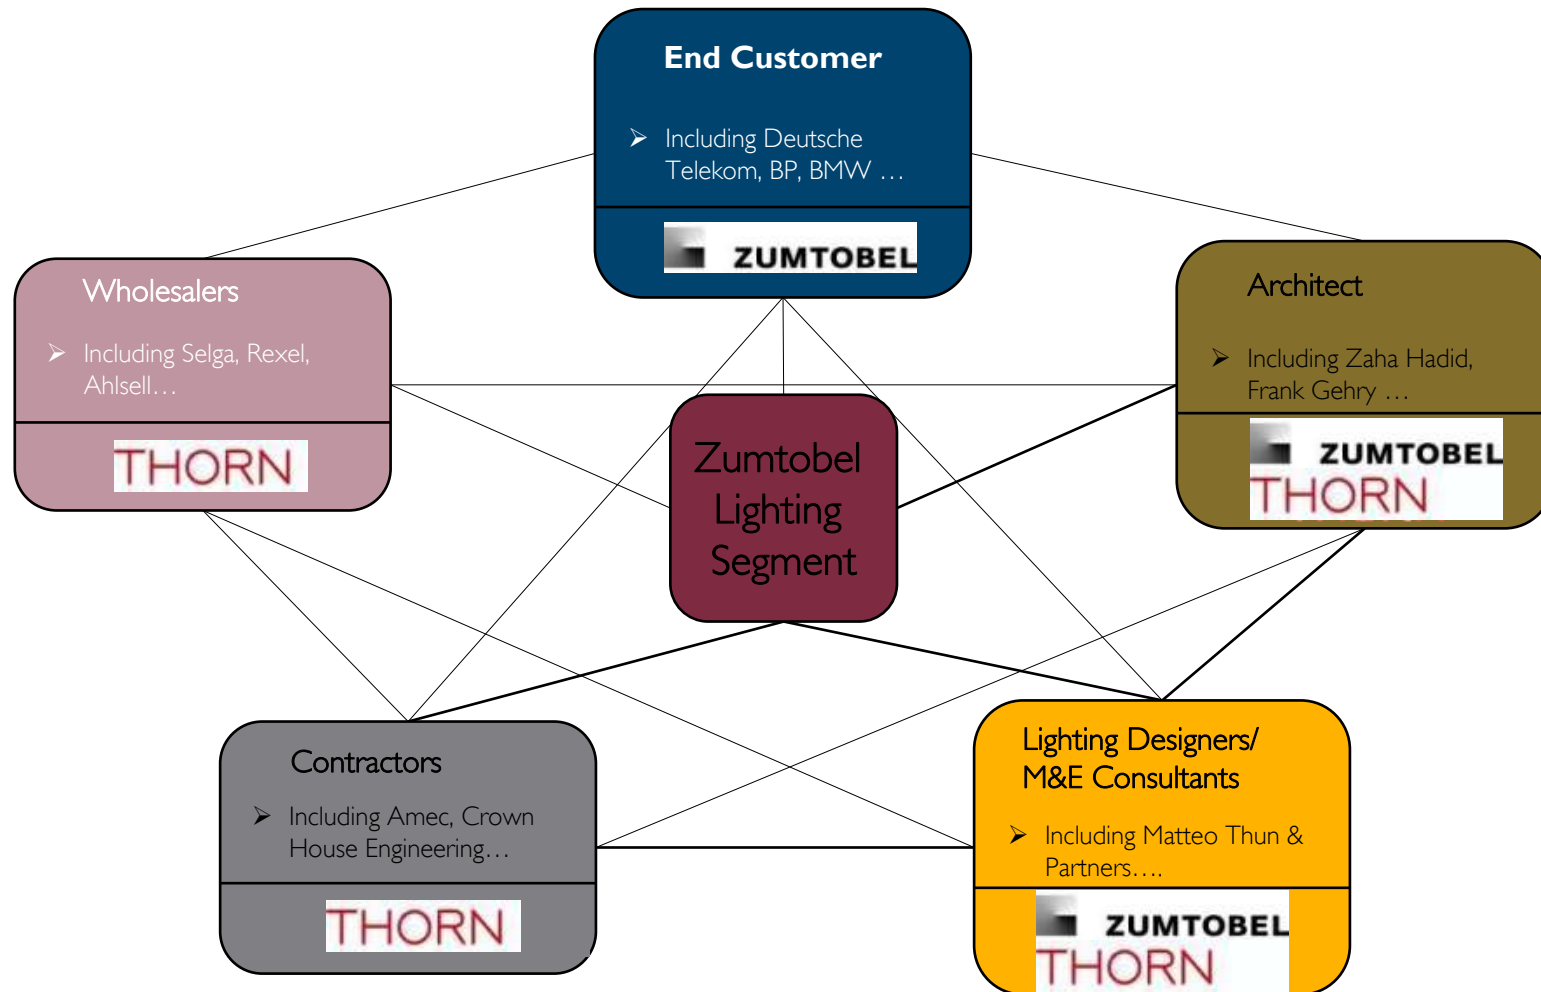 End Customer
➢ Including Deutsche
Telekom, BP, BMW …
ZUMTOBEL
Wholesalers
➢ Including Selga, Rexel,
Ahlsell…
THORN
Architect
➢ Including Zaha Hadid,
Frank Gehry …
ZUMTOBEL
THORN
Zumtobel
Lighting
Segment
Contractors
➢ Including Amec, Crown
House Engineering…
THORN
Lighting Designers/
M&E Consultants
➢ Including Matteo Thun &
Partners….
ZUMTOBEL
THORN